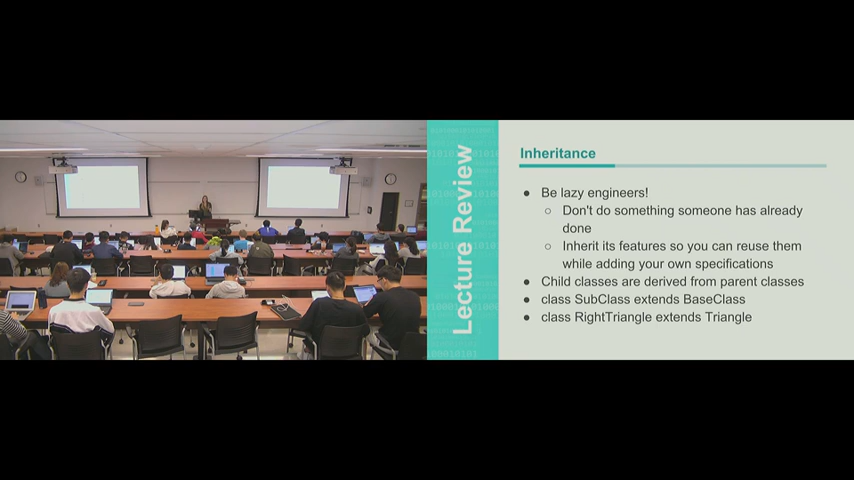 Lecture Review
Inheritance
● Be lazy engineers!
○ Don't do something someone has already
done
○ Inherit its features so you can reuse them
while adding your own specifications
● Child classes are derived from parent classes
● class SubClass extends BaseClass
● class RightTriangle extends Triangle